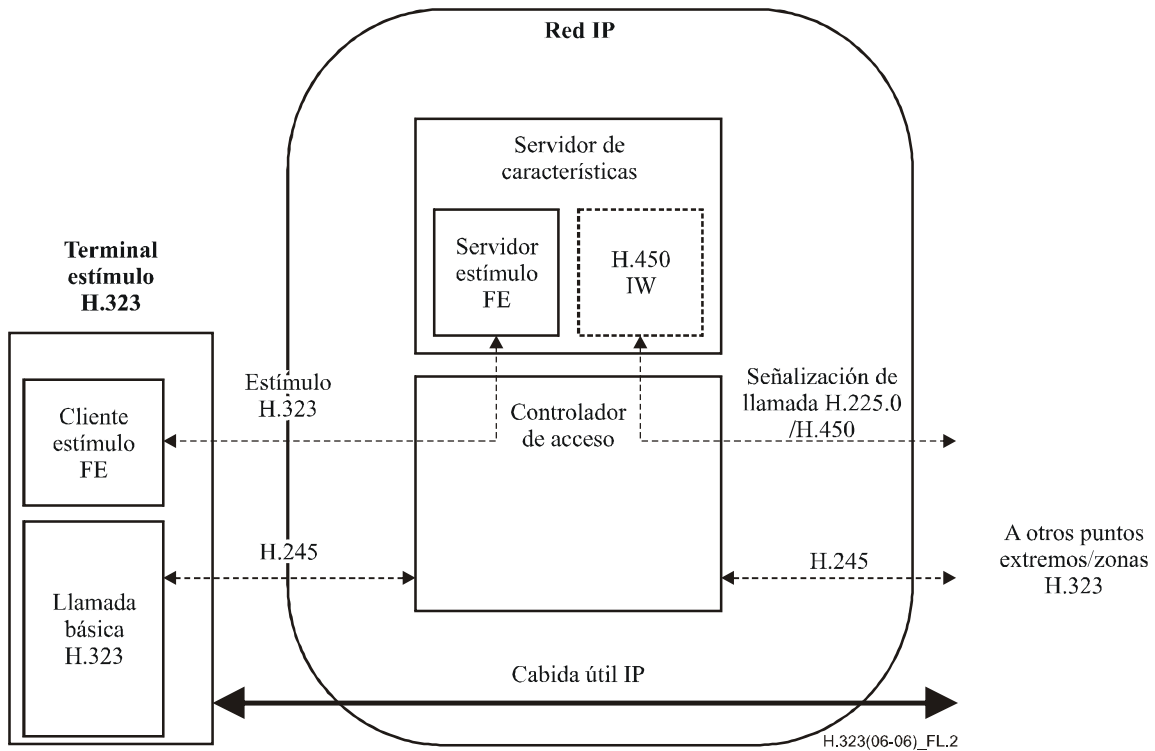 Red IP
Servidor de
características
Servidor
estímulo
FE
H.450
IW
Terminal
estímulo
H.323
Cliente
estímulo
FE
Estímulo
H.323
Controlador
de acceso
Señalización de
llamada H.225.0
/H.450
Llamada
básica
H.323
H.245
H.245
A otros puntos
extremos/zonas
H.323
Cabida útil IP
H.323(06-06)_FL.2